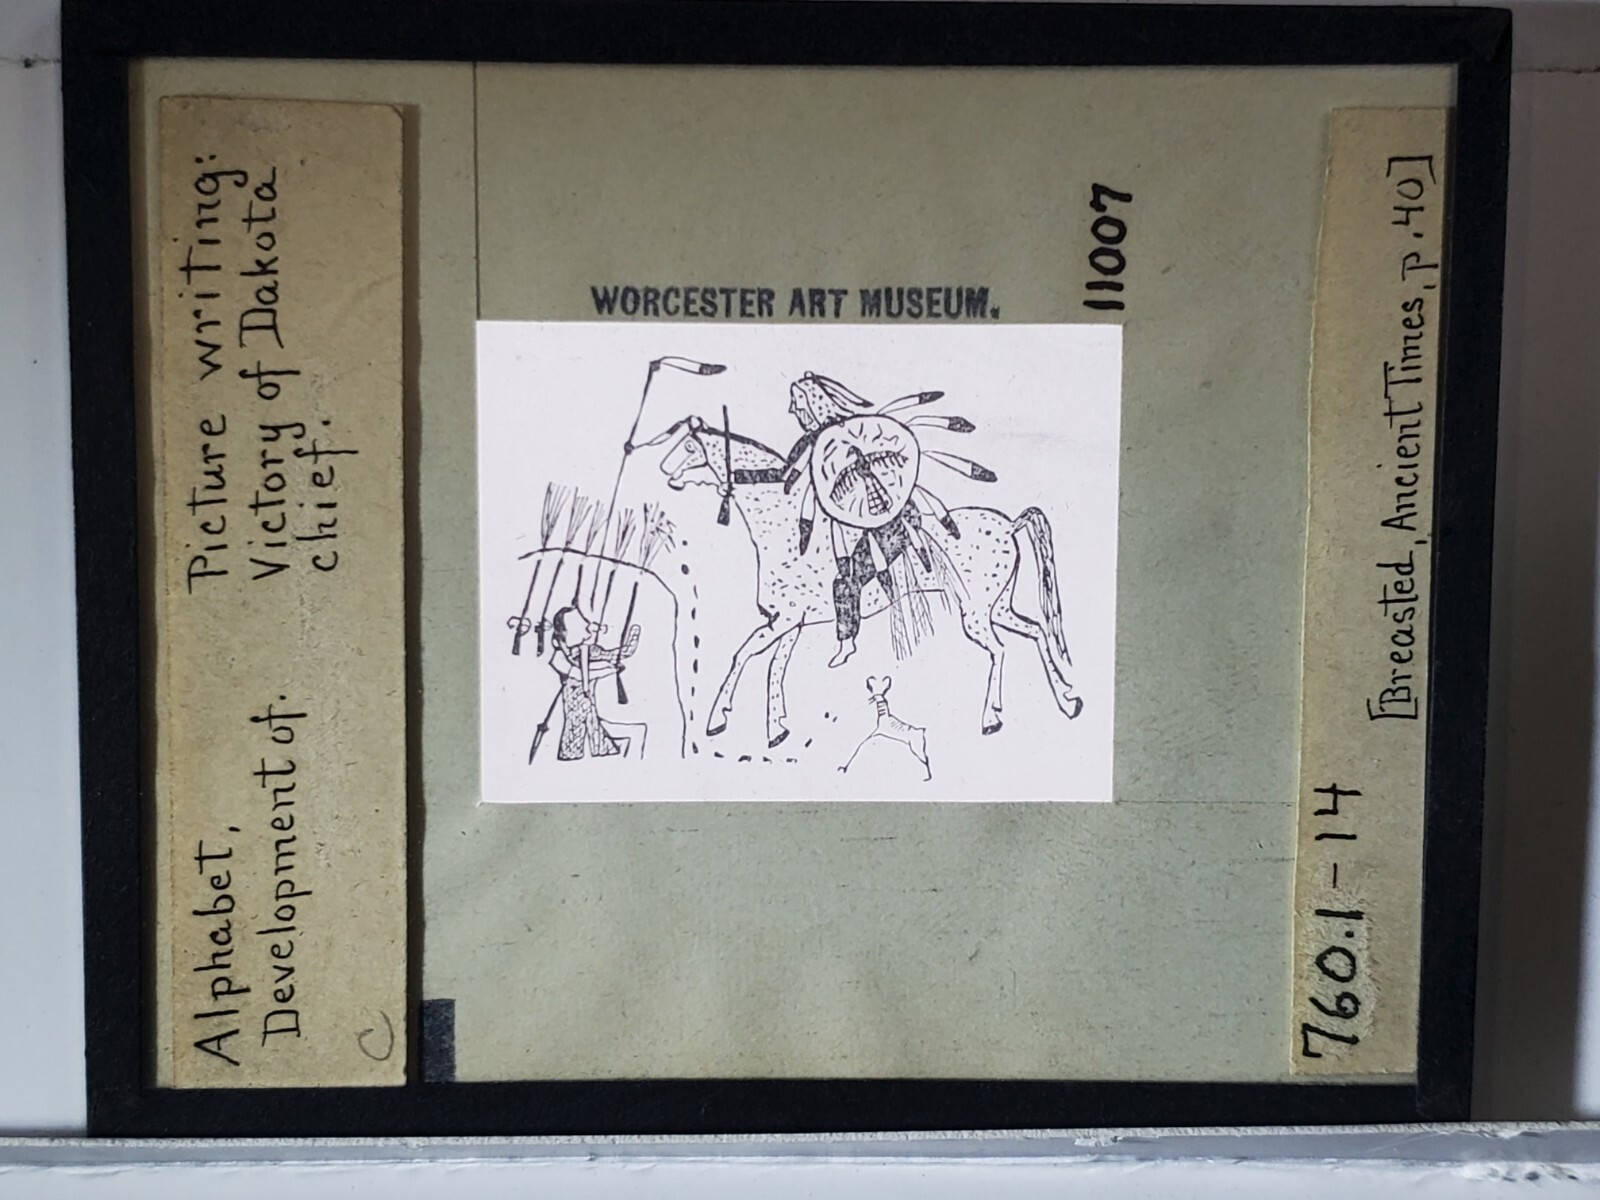 Alphabet,
Development of.
Picture writing:
Victory of Dakota
chief.
C
WORCESTER ART MUSEUM.
11007
760.1-14
[Breasted, Ancient Times, p. 40]